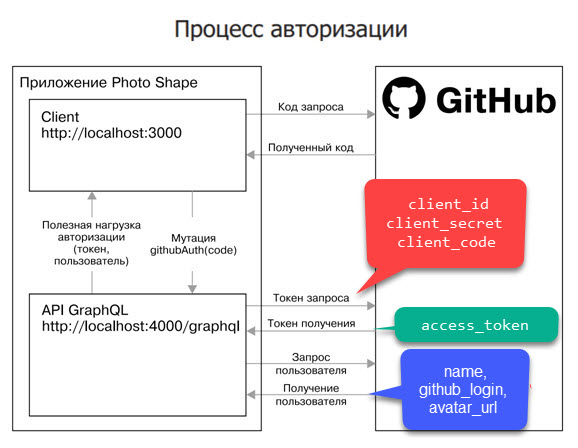 Процесс авторизации
Приложение Photo Shape
Client
http://localhost:3000
Код запроса
Полученный код
GitHub
client_id
client_secret
client_code
Полезная нагрузка
авторизации
(токен,
пользователь)
Мутация
githubAuth(code)
API GraphQL
http://localhost:4000/graphql
Токен запроса
Токен получения
access_token
Запрос
пользователя
Получение
пользователя
name,
github_login,
avatar_url